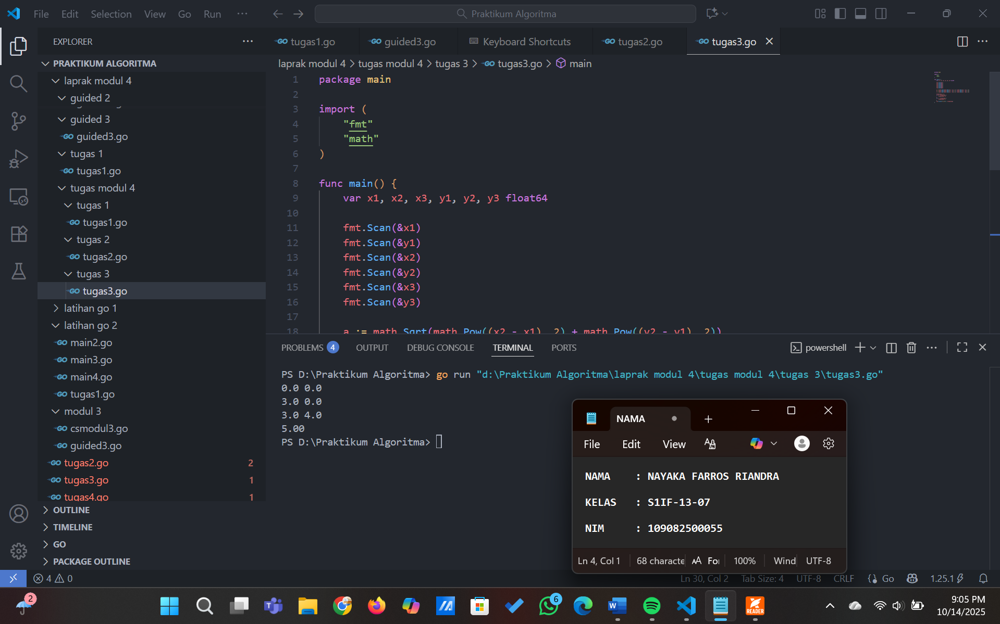 File Edit Selection View Go Run ···
Praktikum Algoritma
EXPLORER ···
tugas1.go guided3.go Keyboard Shortcuts tugas2.go tugas3.go
PRAKTIKUM ALGORITMA
laprak modul 4
guided 2
guided 3
guided3.go
tugas 1
tugas1.go
tugas modul 4
tugas 1
tugas1.go
tugas 2
tugas2.go
tugas 3
tugas3.go
latihan go 1
latihan go 2
main2.go
main3.go
main4.go
tugas1.go
modul 3
csmodul3.go
guided3.go
tugas2.go 2
tugas3.go 1
tugas4.go 1
OUTLINE
TIMELINE
GO
PACKAGE OUTLINE
laprak modul 4 > tugas modul 4 > tugas 3 > tugas3.go > main
1 package main
2
3 import (
4 "fmt"
5 "math"
6 )
7
8 func main() {
9 var x1, x2, x3, y1, y2, y3 float64
10
11 fmt.Scan(&x1)
12 fmt.Scan(&y1)
13 fmt.Scan(&x2)
14 fmt.Scan(&y2)
15 fmt.Scan(&x3)
16 fmt.Scan(&y3)
17
18 a := math.Sqrt(math.Pow((x2 - x1), 2) + math.Pow((y2 - y1), 2))
PROBLEMS 4 OUTPUT DEBUG CONSOLE TERMINAL PORTS
powershell
PS D:\Praktikum Algoritma> go run "d:\Praktikum Algoritma\laprak modul 4\tugas modul 4\tugas 3\tugas3.go"
0.0 0.0
3.0 0.0
3.0 4.0
5.00
PS D:\Praktikum Algoritma>
NAMA
File Edit View
NAMA : NAYAKA FARROS RIANDRA
KELAS : S1IF-13-07
NIM : 109082500055
Ln 4, Col 1 68 characte For 100% Wind UTF-8
4 0
Ln 30, Col 2 Tab Size: 4 UTF-8 CRLF {} Go 1.25.1
2
6
READER
9:05 PM
10/14/2025